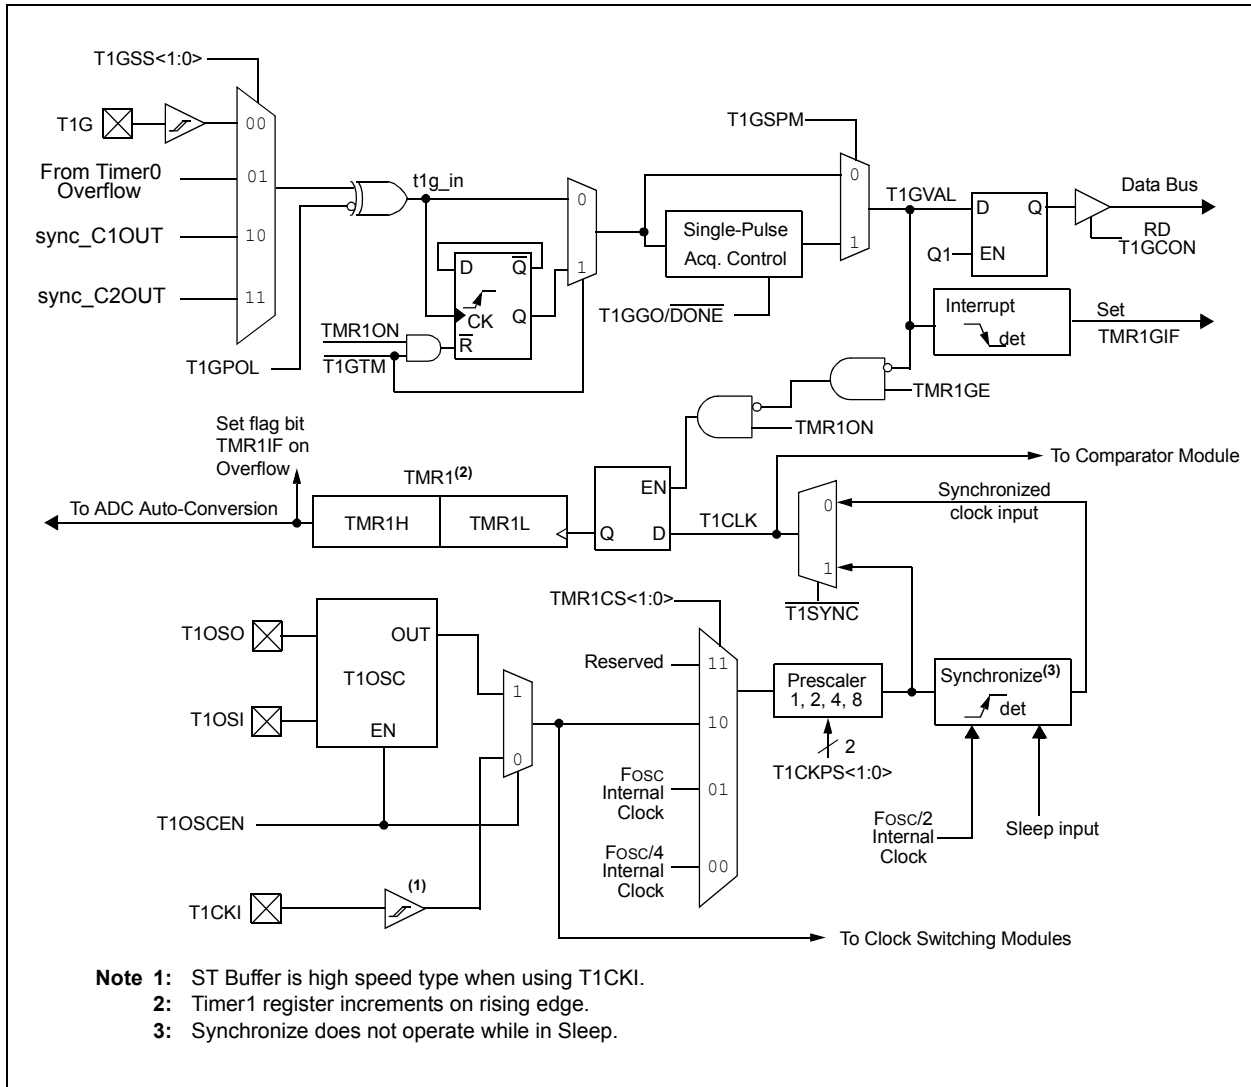 T1GSS<1:0>
T1G
00
From Timer0
Overflow
01
sync_C1OUT
10
sync_C2OUT
11
T1GPOL
t1g_in
0
1
D
Q
CK
Q
R
TMR1ON
T1GTM
T1GSPM
0
1
Single-Pulse
Acq. Control
T1GGO/DONE
T1GVAL
D
Q
Q1
EN
Data Bus
RD
T1GCON
Interrupt
det
Set
TMR1GIF
TMR1GE
TMR1ON
Set flag bit
TMR1IF on
Overflow
To ADC Auto-Conversion
TMR1(2)
TMR1H
TMR1L
EN
Q
D
T1CLK
To Comparator Module
0
1
Synchronized
clock input
T1SYNC
T1OSO
T1OSI
OUT
T1OSC
EN
1
0
T1OSCEN
T1CKI
(1)
TMR1CS<1:0>
Reserved
11
10
FOSC
Internal
Clock
01
FOSC/4
Internal
Clock
00
Prescaler
1, 2, 4, 8
2
T1CKPS<1:0>
Synchronize(3)
det
FOSC/2
Internal
Clock
Sleep input
To Clock Switching Modules
Note 1: ST Buffer is high speed type when using T1CKI.
2: Timer1 register increments on rising edge.
3: Synchronize does not operate while in Sleep.